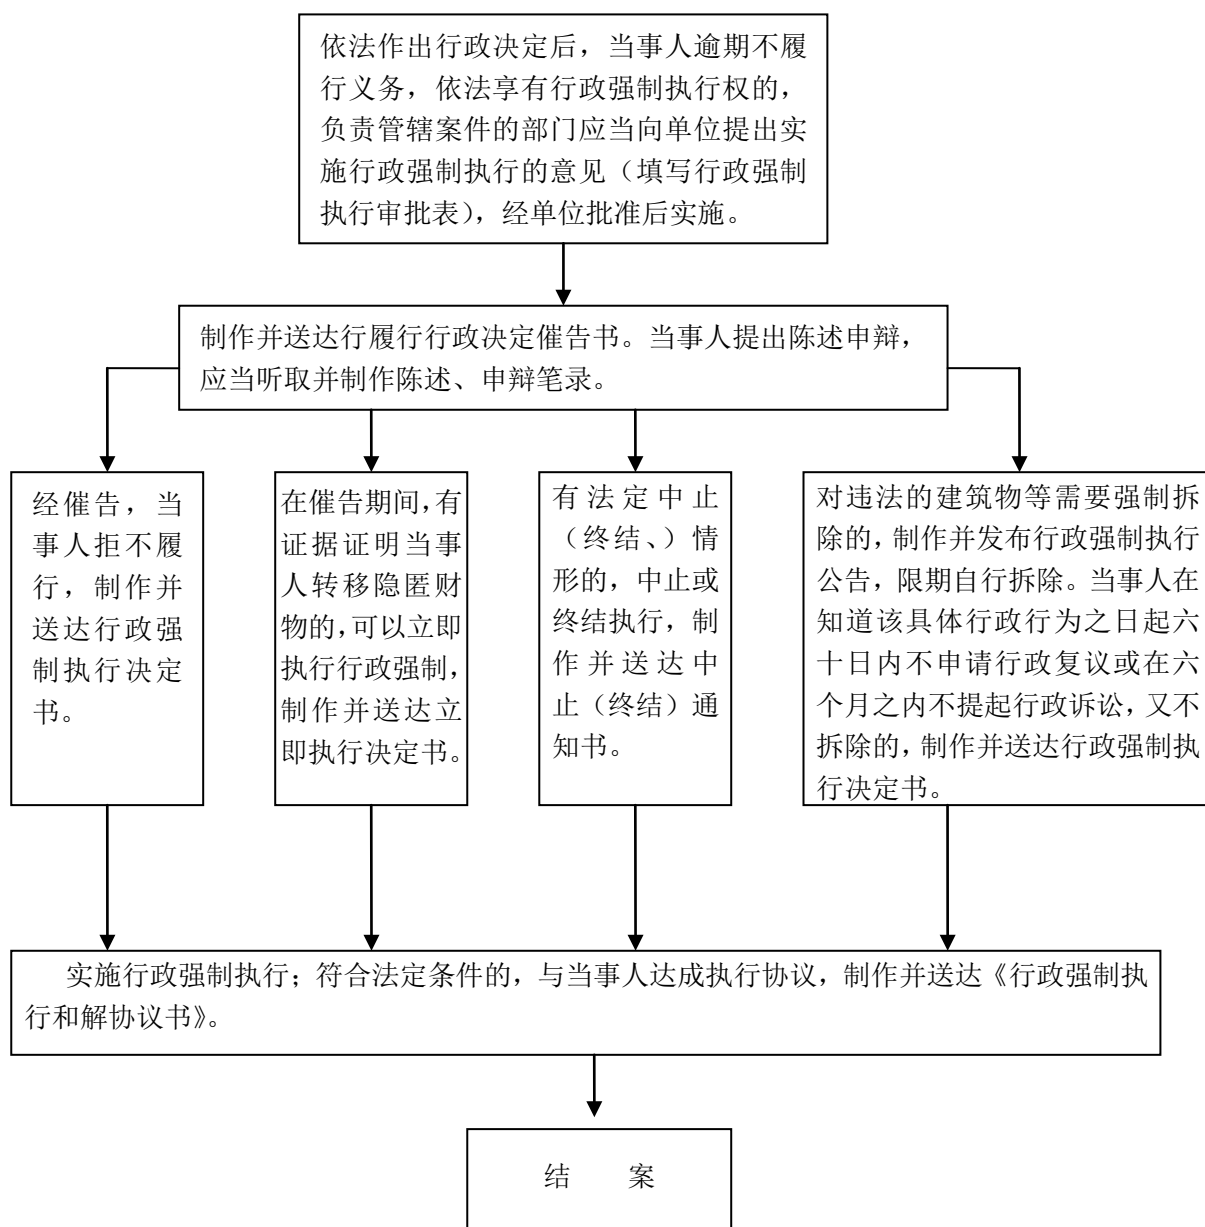 依法作出行政决定后，当事人逾期不履
行义务，依法享有行政强制执行权的，
负责管辖案件的部门应当向单位提出实
施行政强制执行的意见（填写行政强制
执行审批表），经单位批准后实施。
制作并送达行履行行政决定催告书。当事人提出陈述申辩，
应当听取并制作陈述、申辩笔录。
经催告，当
事人拒不履
行，制作并
送达行政强
制执行决定
书。
在催告期间，有
证据证明当事
人转移隐匿财
物的，可以立即
执行行政强制，
制作并送达立
即执行决定书。
有法定中止
（终结、）情
形的，中止或
终结执行，制
作并送达中
止（终结）通
知书。
对违法的建筑物等需要强制拆
除的，制作并发布行政强制执行
公告，限期自行拆除。当事人在
知道该具体行政行为之日起六
十日内不申请行政复议或在六
个月之内不提起行政诉讼，又不
拆除的，制作并送达行政强制执
行决定书。
实施行政强制执行；符合法定条件的，与当事人达成执行协议，制作并送达《行政强制执
行和解协议书》。
结 案